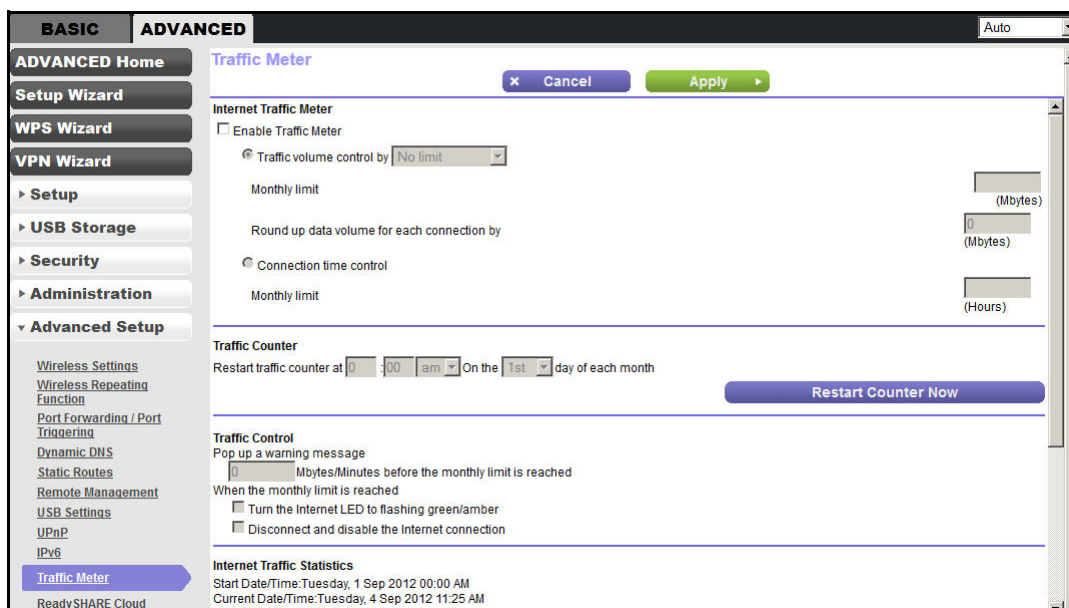 BASIC
ADVANCED
Auto
ADVANCED Home
Setup Wizard
WPS Wizard
VPN Wizard
Setup
USB Storage
Security
Administration
Advanced Setup
Wireless Settings
Wireless Repeating
Function
Port Forwarding / Port
Triggering
Dynamic DNS
Static Routes
Remote Management
USB Settings
UPnP
IPv6
Traffic Meter
ReadySHARE Cloud
Traffic Meter
Cancel
Apply
Internet Traffic Meter
Enable Traffic Meter
Traffic volume control by No limit
Monthly limit
(Mbytes)
Round up data volume for each connection by 0
(Mbytes)
Connection time control
Monthly limit
(Hours)
Traffic Counter
Restart traffic counter at 0 :00 am On the 1st day of each month
Restart Counter Now
Traffic Control
Pop up a warning message
0 Mbytes/Minutes before the monthly limit is reached
When the monthly limit is reached
Turn the Internet LED to flashing green/amber
Disconnect and disable the Internet connection
Internet Traffic Statistics
Start Date/Time:Tuesday, 1 Sep 2012 00:00 AM
Current Date/Time:Tuesday, 4 Sep 2012 11:25 AM